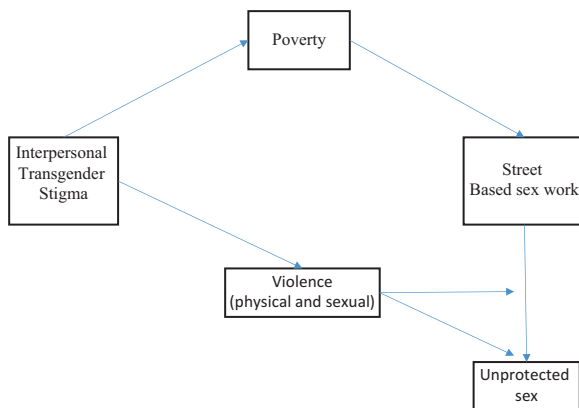 Poverty
Interpersonal
Transgender
Stigma
Street
Based sex work
Violence
(physical and sexual)
Unprotected
sex